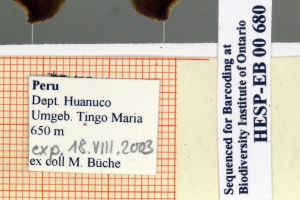 Peru
Dept. Huanuco
Umgeb. Tingo Maria
650 m
exp. 18.VIII.2003
ex coll M. Büche
Sequenced for Barcoding at
Biodiversity Institute of Ontario
HESP-EB 00 680